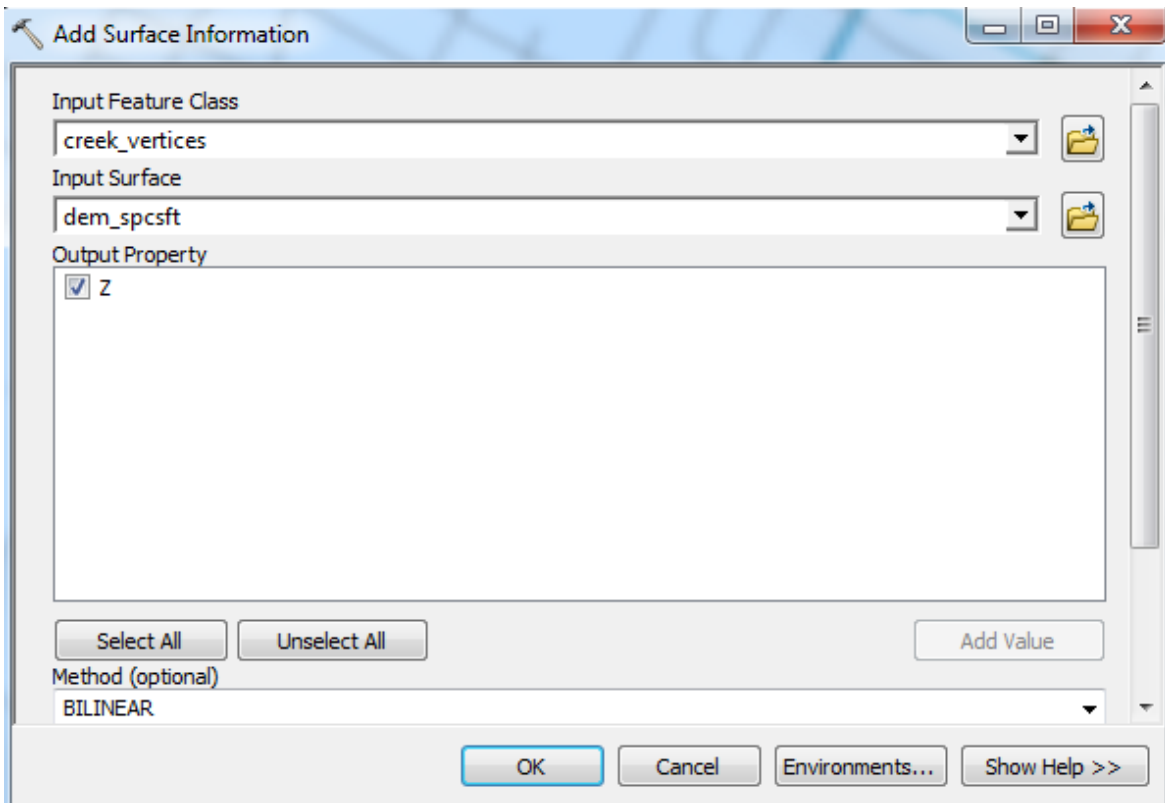 Add Surface Information
Input Feature Class
creek_vertices
Input Surface
dem_spcsft
Output Property
Z
Select All Unselect All Add Value
Method (optional)
BILINEAR
OK Cancel Environments... Show Help >>